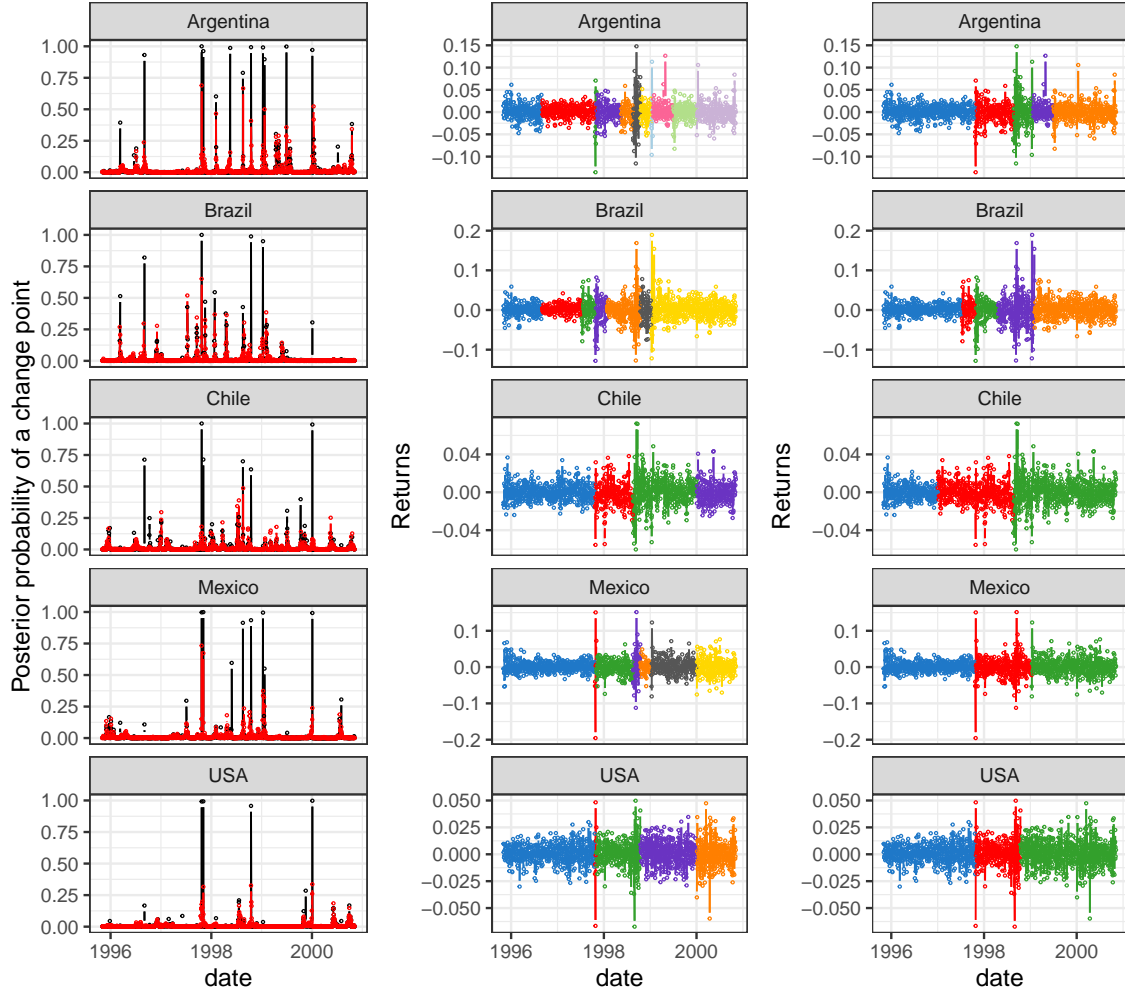 Argentina
1.00
0.75
0.50
0.25
0.00
Brazil
1.00
0.75
0.50
0.25
0.00
Chile
1.00
0.75
0.50
0.25
0.00
Mexico
1.00
0.75
0.50
0.25
0.00
USA
1.00
0.75
0.50
0.25
0.00
1996 1998 2000
date
Posterior probability of a change point
Argentina
0.15
0.10
0.05
0.00
−0.05
−0.10
Brazil
0.2
0.1
0.0
−0.1
Chile
0.04
0.00
−0.04
Mexico
0.1
0.0
−0.1
−0.2
USA
0.050
0.025
0.000
−0.025
−0.050
1996 1998 2000
date
Returns
Argentina
0.15
0.10
0.05
0.00
−0.05
−0.10
Brazil
0.2
0.1
0.0
−0.1
Chile
0.04
0.00
−0.04
Mexico
0.1
0.0
−0.1
−0.2
USA
0.050
0.025
0.000
−0.025
−0.050
1996 1998 2000
date
Returns